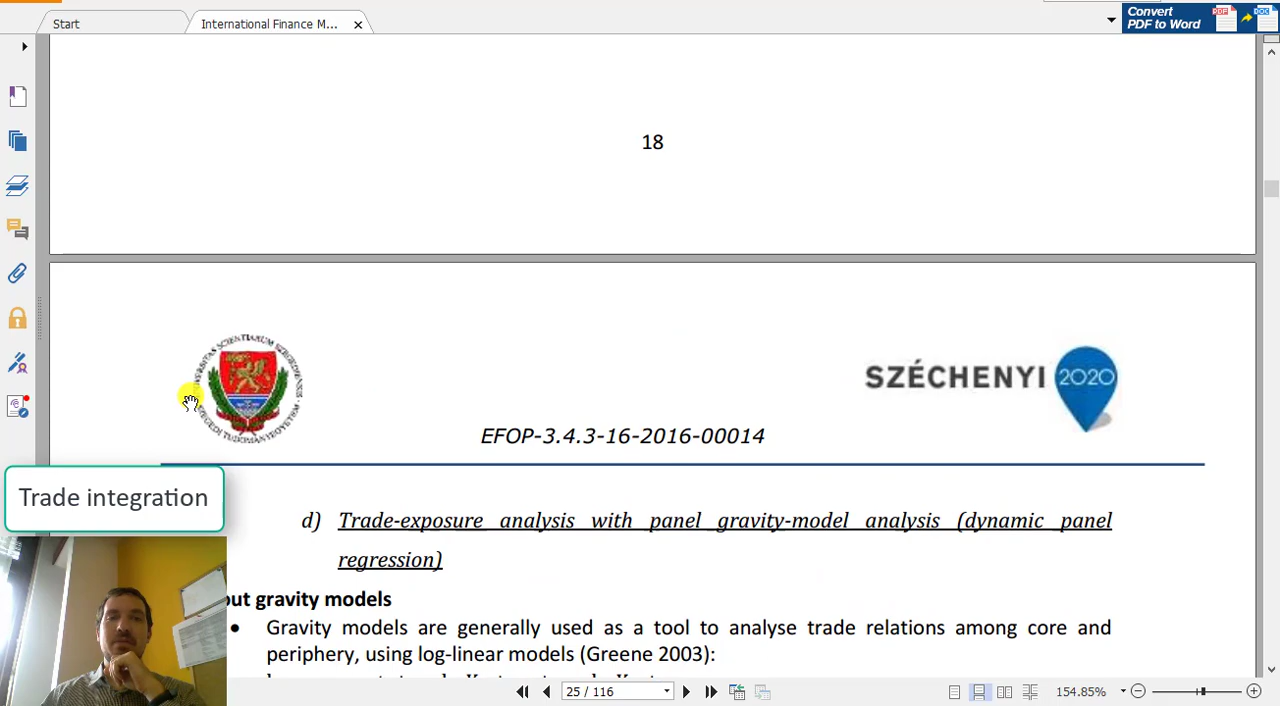 Start
International Finance M...
Convert
PDF to Word
18
SZÉCHENYI 2020
EFOP-3.4.3-16-2016-00014
Trade integration
d) Trade-exposure analysis with panel gravity-model analysis (dynamic panel
regression)
out gravity models
• Gravity models are generally used as a tool to analyse trade relations among core and
periphery, using log-linear models (Greene 2003):
25 / 116
154.85%